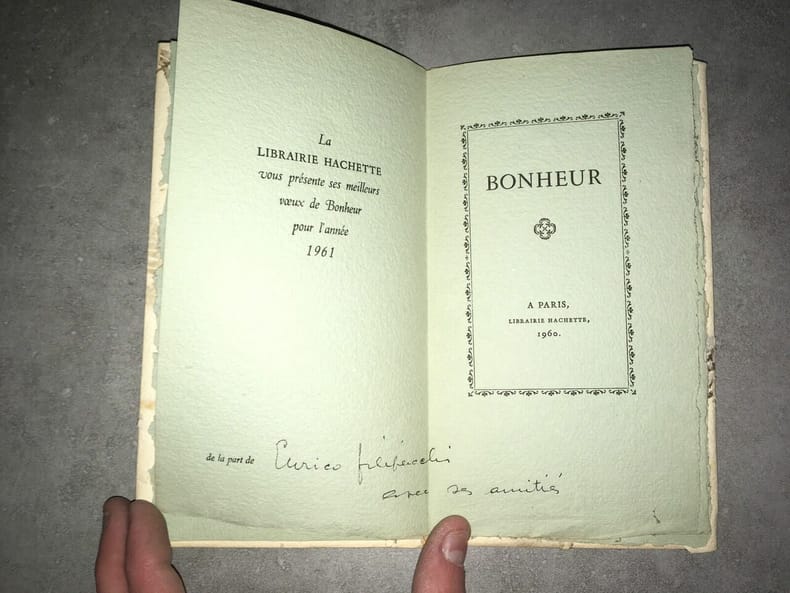 La
LIBRAIRIE HACHETTE
vous présente ses meilleurs
vœux de Bonheur
pour l'année
1961
de la part de Enrico filipacchi
avec ses amitiés
BONHEUR
A PARIS,
LIBRAIRIE HACHETTE,
1960.